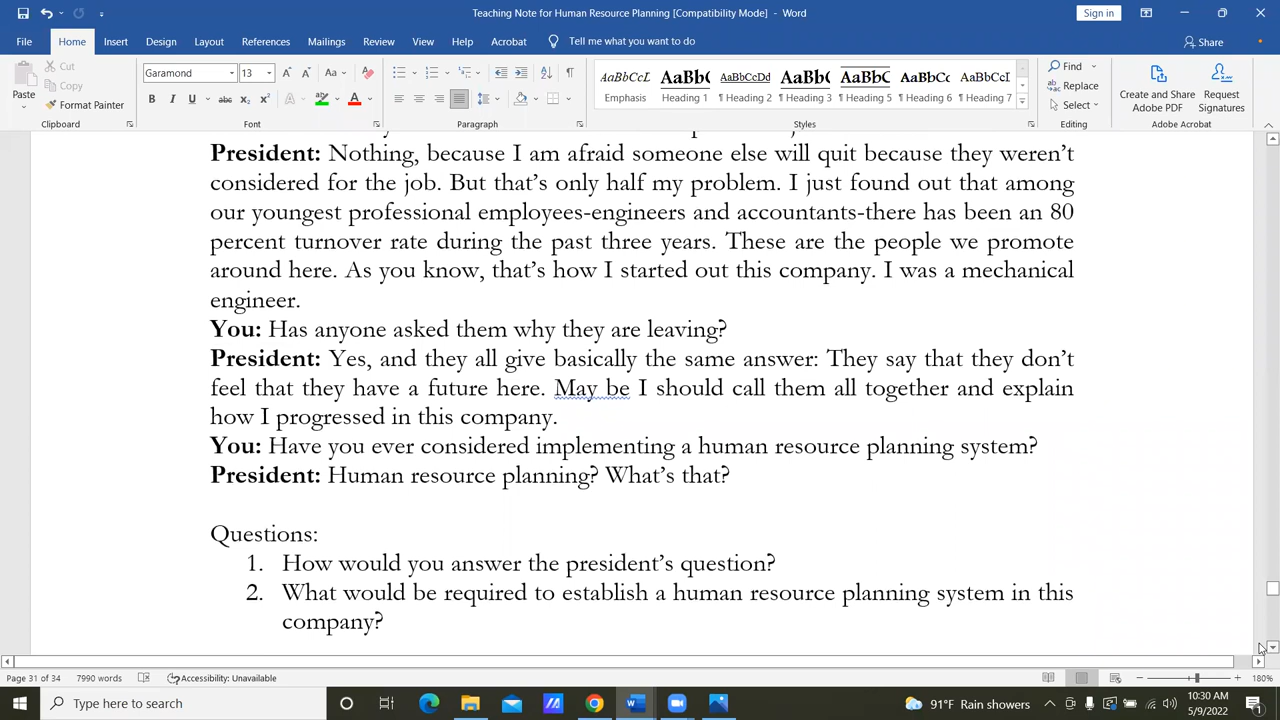 Teaching Note for Human Resource Planning [Compatibility Mode] - Word
Sign in
File Home Insert Design Layout References Mailings Review View Help Acrobat Tell me what you want to do Share
Paste
Cut
Copy
Format Painter
Clipboard
Garamond 13
Font
Paragraph
AaBbCcL AaBb( AaBbCcDd AaBb( AaBbC AaBbCc AaBbCcI
Emphasis Heading 1 ¶ Heading 2 ¶ Heading 3 ¶ Heading 5 ¶ Heading 6 ¶ Heading 7
Styles
Find
Replace
Select
Editing
Create and Share
Adobe PDF
Request
Signatures
Adobe Acrobat
President: Nothing, because I am afraid someone else will quit because they weren't
considered for the job. But that's only half my problem. I just found out that among
our youngest professional employees-engineers and accountants-there has been an 80
percent turnover rate during the past three years. These are the people we promote
around here. As you know, that's how I started out this company. I was a mechanical
engineer.
You: Has anyone asked them why they are leaving?
President: Yes, and they all give basically the same answer: They say that they don't
feel that they have a future here. May be I should call them all together and explain
how I progressed in this company.
You: Have you ever considered implementing a human resource planning system?
President: Human resource planning? What's that?
Questions:
1. How would you answer the president's question?
2. What would be required to establish a human resource planning system in this
company?
Page 31 of 34 7990 words Accessibility: Unavailable 180%
Type here to search
91°F Rain showers
10:30 AM
5/9/2022